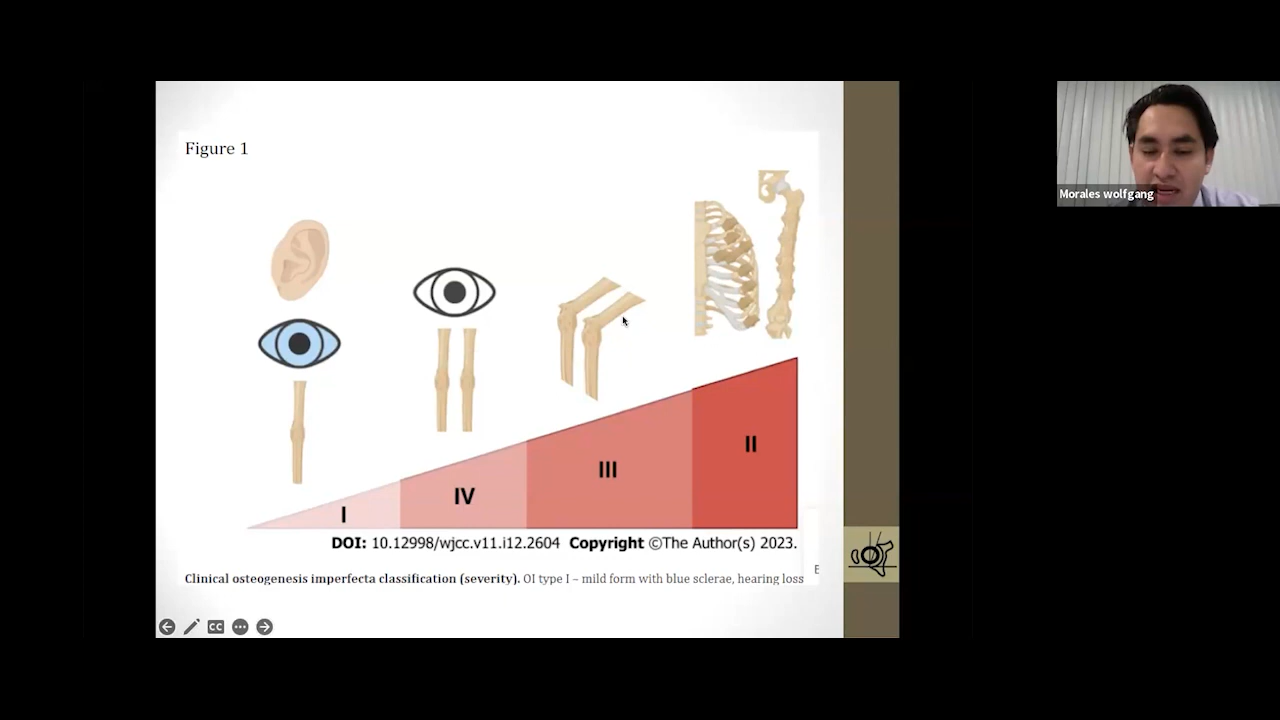 Figure 1
I
IV
III
II
DOI: 10.12998/wjcc.v11.i12.2604 Copyright ©The Author(s) 2023.
Clinical osteogenesis imperfecta classification (severity). OI type I – mild form with blue sclerae, hearing loss
E
CC
Morales wolfgang